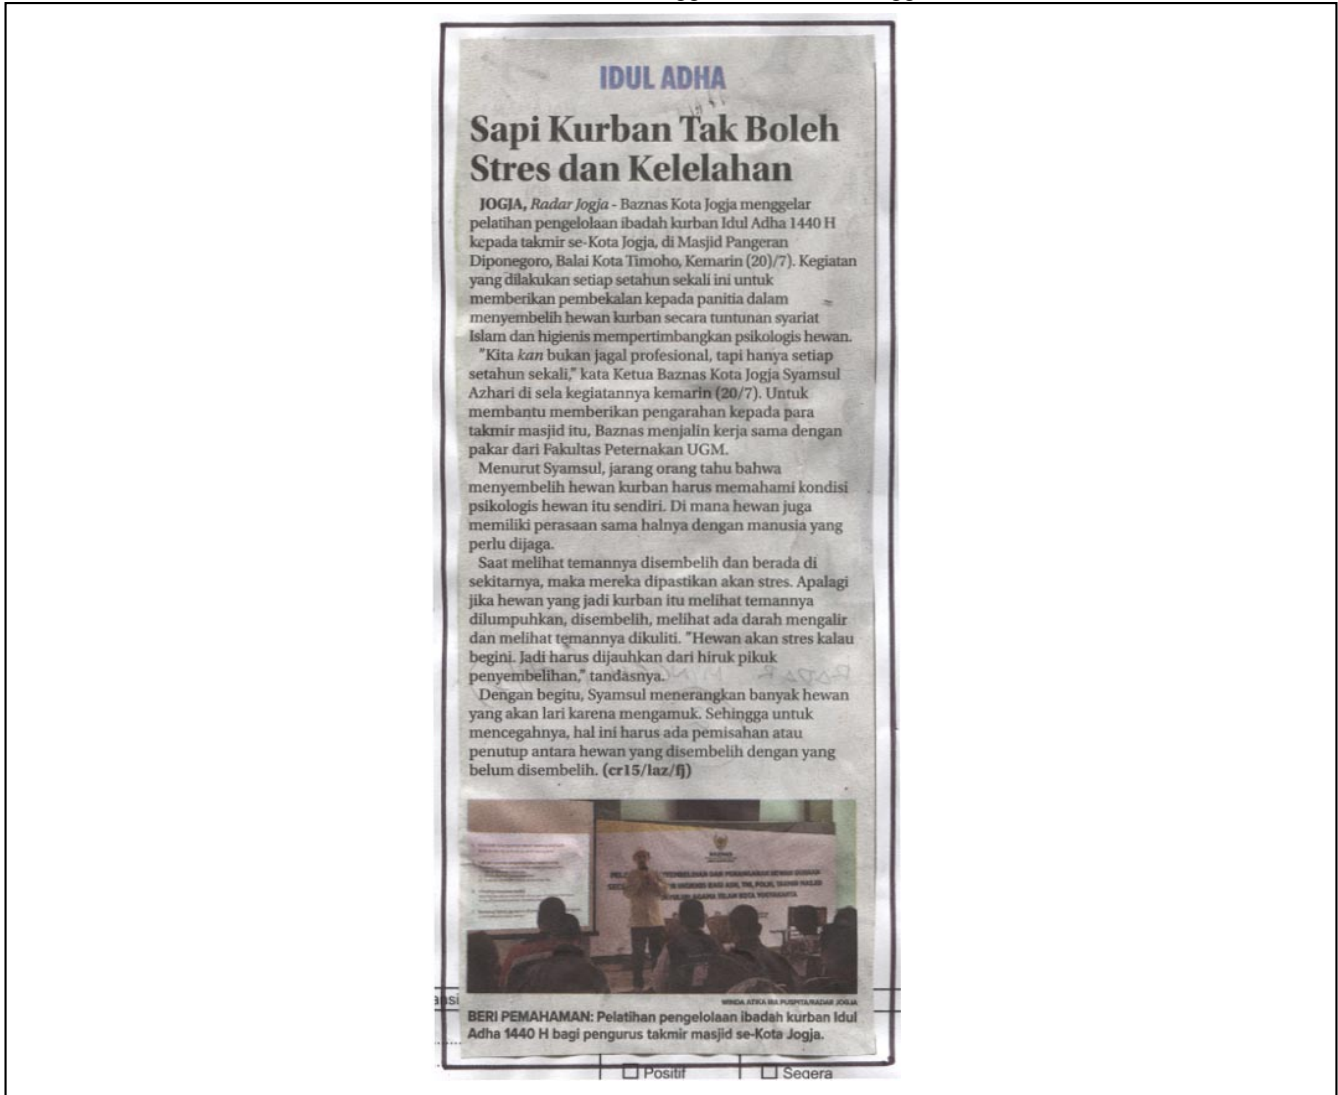 IDUL ADHA
Sapi Kurban Tak Boleh
Stres dan Kelelahan
JOGJA, Radar Jogja - Baznas Kota Jogja menggelar
pelatihan pengelolaan ibadah kurban Idul Adha 1440 H
kepada takmir se-Kota Jogja, di Masjid Pangeran
Diponegoro, Balai Kota Timoho, Kemarin (20)/7). Kegiatan
yang dilakukan setiap setahun sekali ini untuk
memberikan pembekalan kepada panitia dalam
menyembelih hewan kurban secara tuntunan syariat
Islam dan higienis mempertimbangkan psikologis hewan.
"Kita kan bukan jagal profesional, tapi hanya setiap
setahun sekali," kata Ketua Baznas Kota Jogja Syamsul
Azhari di sela kegiatannya kemarin (20/7). Untuk
membantu memberikan pengarahan kepada para
takmir masjid itu, Baznas menjalin kerja sama dengan
pakar dari Fakultas Peternakan UGM.
Menurut Syamsul, jarang orang tahu bahwa
menyembelih hewan kurban harus memahami kondisi
psikologis hewan itu sendiri. Di mana hewan juga
memiliki perasaan sama halnya dengan manusia yang
perlu dijaga.
Saat melihat temannya disembelih dan berada di
sekitarnya, maka mereka dipastikan akan stres. Apalagi
jika hewan yang jadi kurban itu melihat temannya
dilumpuhkan, disembelih, melihat ada darah mengalir
dan melihat temannya dikuliti. "Hewan akan stres kalau
begini. Jadi harus dijauhkan dari hiruk pikuk
penyembelihan," tandasnya.
Dengan begitu, Syamsul menerangkan banyak hewan
yang akan lari karena mengamuk. Sehingga untuk
mencegahnya, hal ini harus ada pemisahan atau
penutup antara hewan yang disembelih dengan yang
belum disembelih. (cr15/laz/fj)
WINDA ATIKA IRA PUSPITA/RADAR JOGJA
BERI PEMAHAMAN: Pelatihan pengelolaan ibadah kurban Idul
Adha 1440 H bagi pengurus takmir masjid se-Kota Jogja.
Positif
Segera